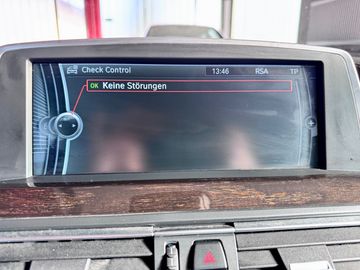 Check Control 13:46 RSA TP
OK Keine Störungen